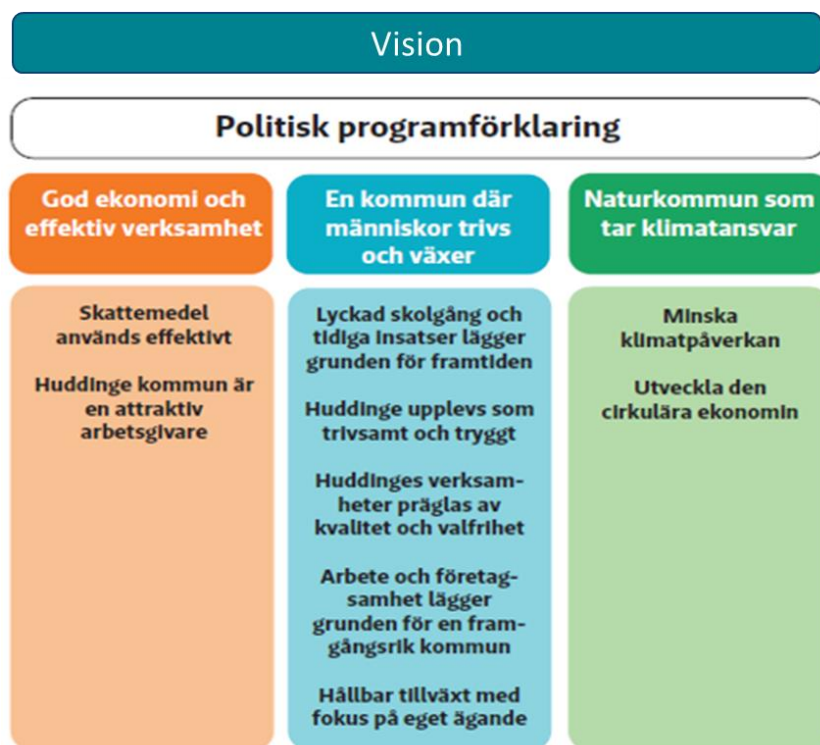 Vision
Politisk programförklaring
God ekonomi och
effektiv verksamhet
Skattemedel
används effektivt
Huddinge kommun är
en attraktiv
arbetsgivare
En kommun där
människor trivs
och växer
Lyckad skolgång och
tidiga insatser lägger
grunden för framtiden
Huddinge upplevs som
trivsamt och tryggt
Huddinges verksam-
heter präglas av
kvalitet och valfrihet
Arbete och företag-
samhet lägger
grunden för en fram-
gångsrik kommun
Hållbar tillväxt med
fokus på eget ägande
Naturkommun som
tar klimatansvar
Minska
klimatpåverkan
Utveckla den
cirkulära ekonomin